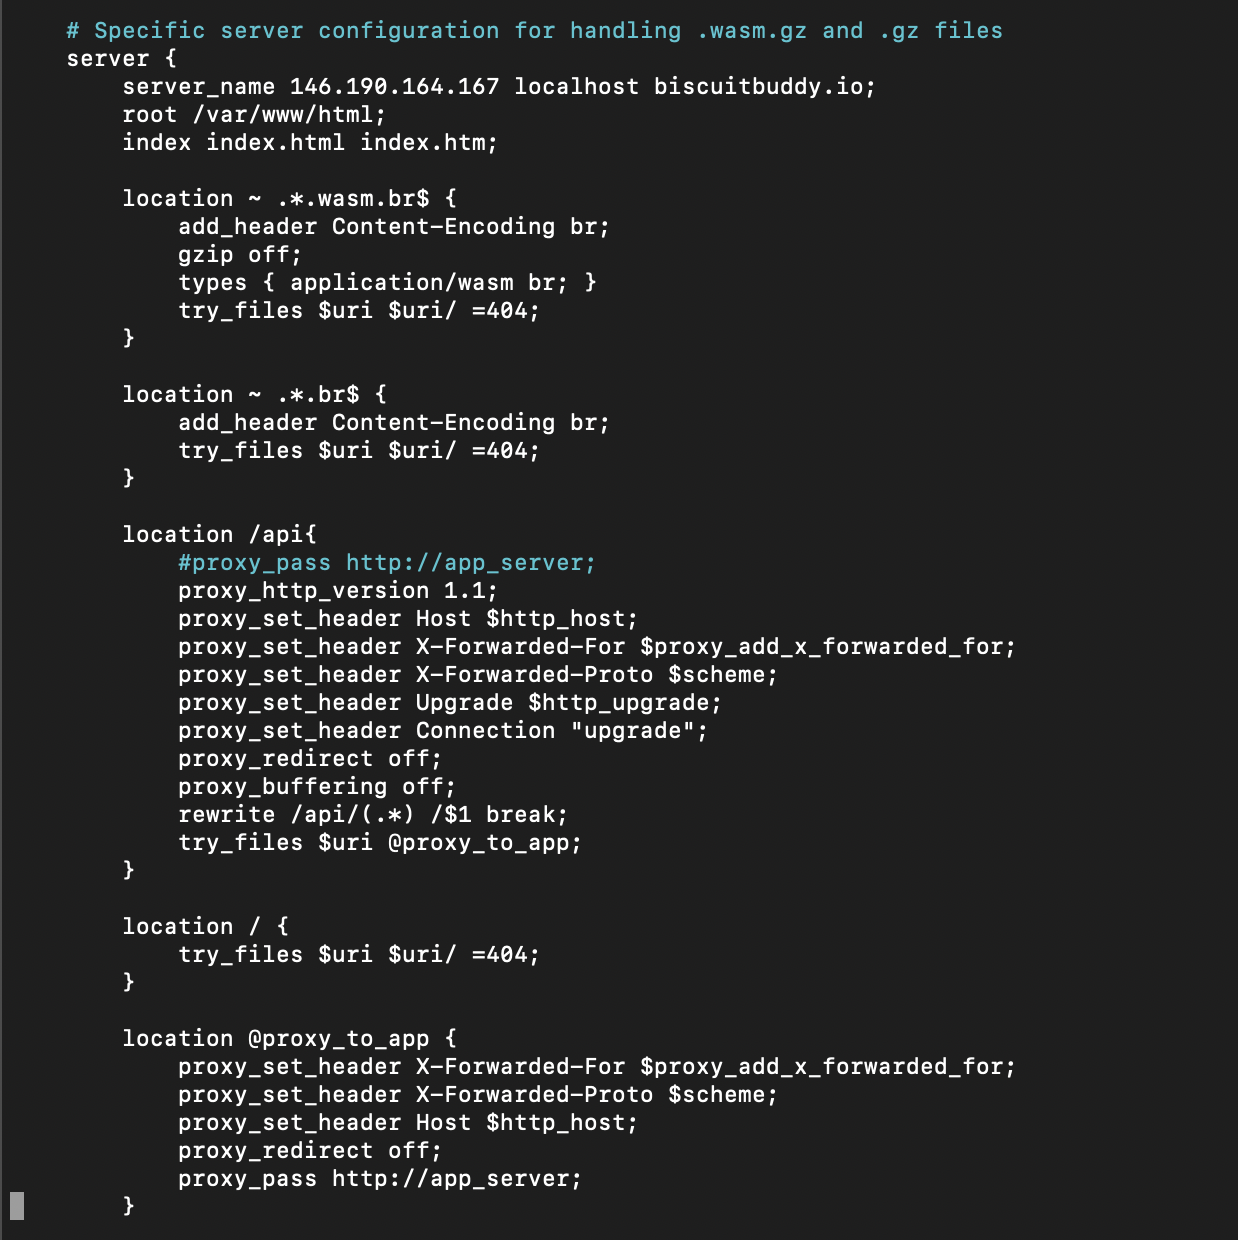 # Specific server configuration for handling .wasm.gz and .gz files
server {
server_name 146.190.164.167 localhost biscuitbuddy.io;
root /var/www/html;
index index.html index.htm;
location ~ .*.wasm.br$ {
add_header Content-Encoding br;
gzip off;
types { application/wasm br; }
try_files $uri $uri/ =404;
}
location ~ .*.br$ {
add_header Content-Encoding br;
try_files $uri $uri/ =404;
}
location /api{
#proxy_pass http://app_server;
proxy_http_version 1.1;
proxy_set_header Host $http_host;
proxy_set_header X-Forwarded-For $proxy_add_x_forwarded_for;
proxy_set_header X-Forwarded-Proto $scheme;
proxy_set_header Upgrade $http_upgrade;
proxy_set_header Connection "upgrade";
proxy_redirect off;
proxy_buffering off;
rewrite /api/(.*) /$1 break;
try_files $uri @proxy_to_app;
}
location / {
try_files $uri $uri/ =404;
}
location @proxy_to_app {
proxy_set_header X-Forwarded-For $proxy_add_x_forwarded_for;
proxy_set_header X-Forwarded-Proto $scheme;
proxy_set_header Host $http_host;
proxy_redirect off;
proxy_pass http://app_server;
}